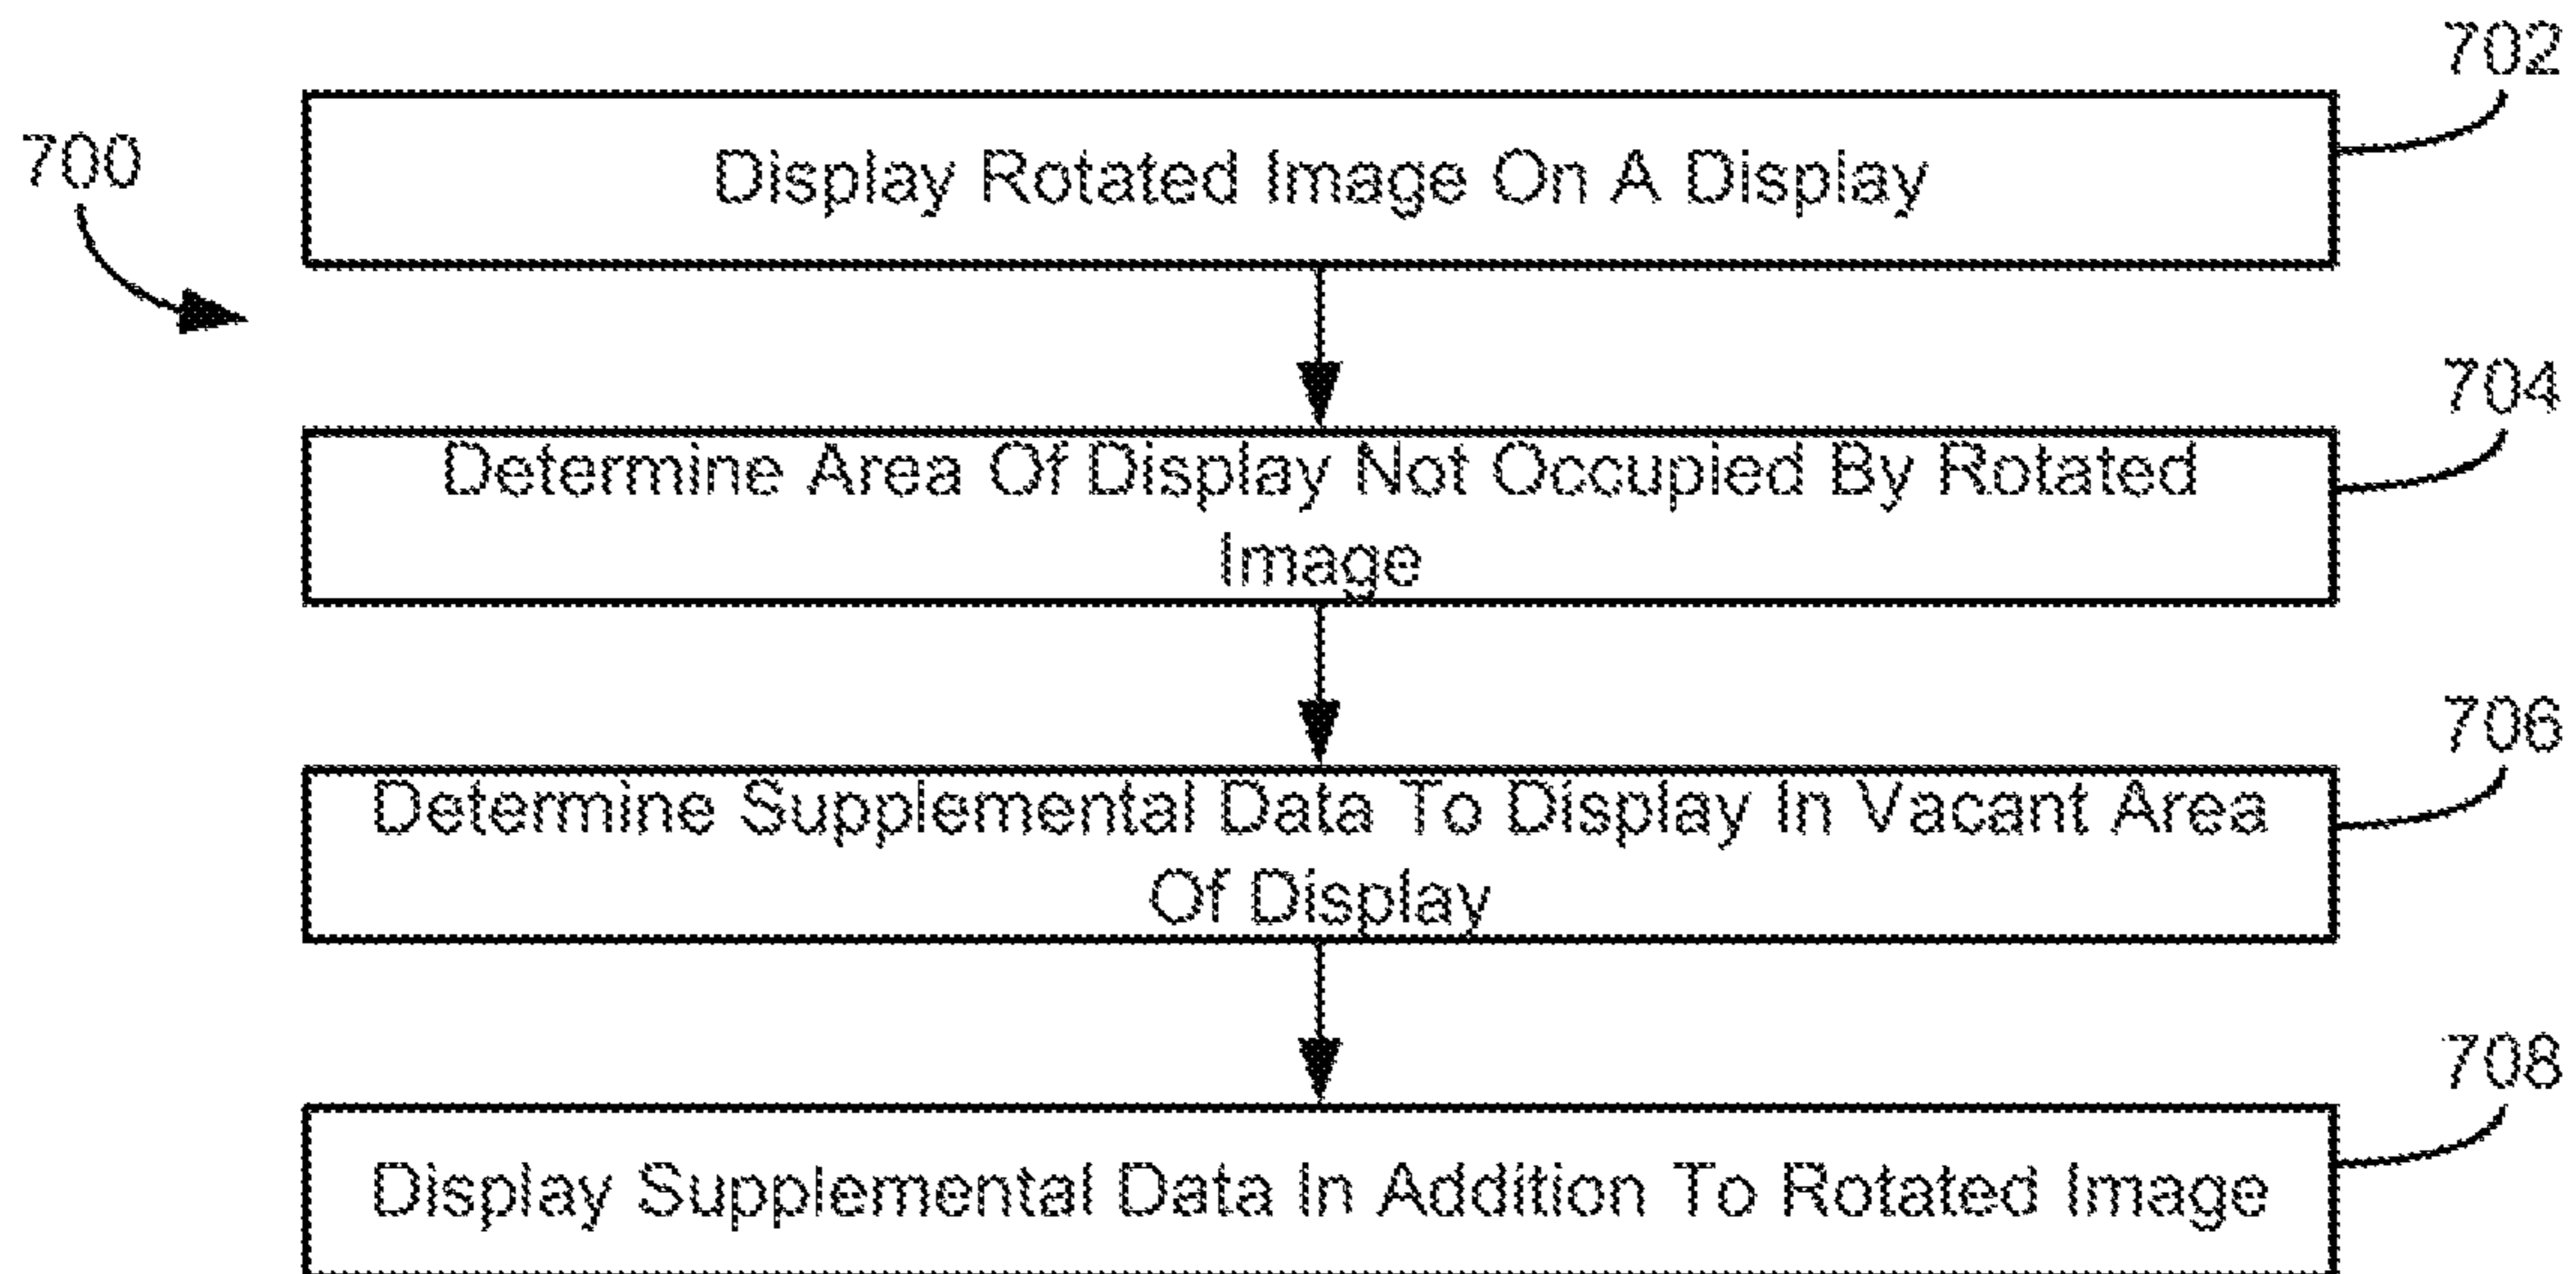 702
700
Display Rotated Image On A Display
704
Determine Area Of Display Not Occupied By Rotated
Image
706
Determine Supplemental Data To Display In Vacant Area
Of Display
708
Display Supplemental Data In Addition To Rotated Image